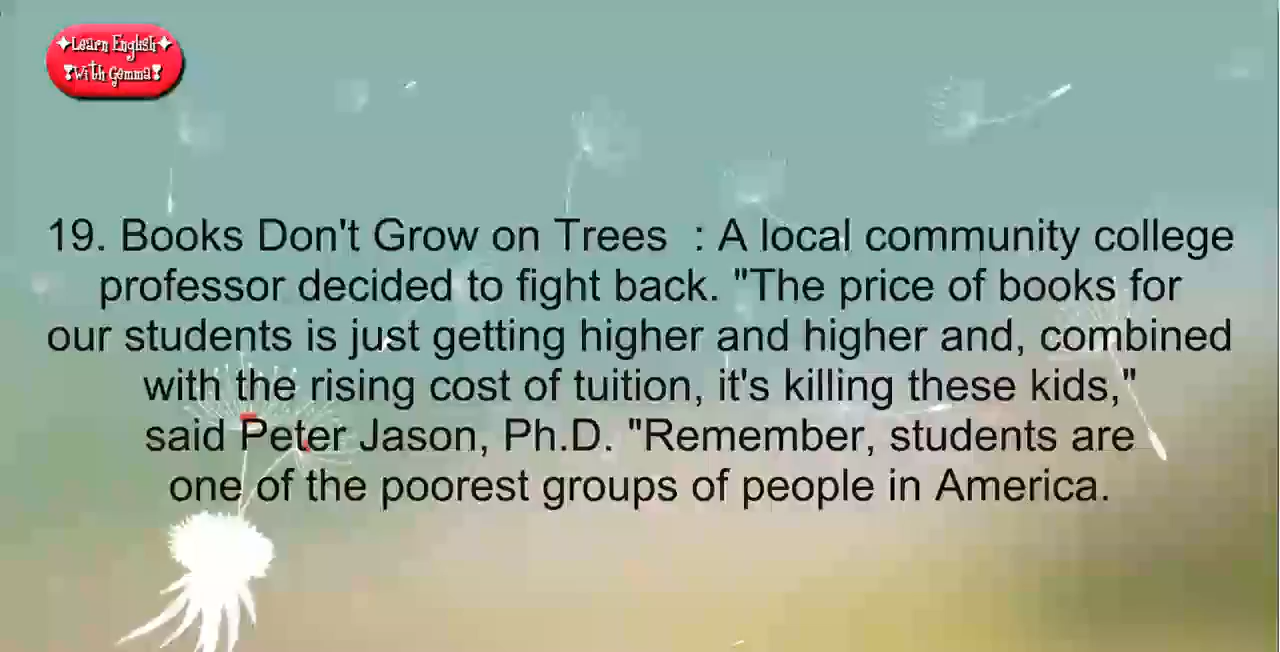 ✦Learn English✦
❣With Gemma❣
19. Books Don't Grow on Trees : A local community college
professor decided to fight back. "The price of books for
our students is just getting higher and higher and, combined
with the rising cost of tuition, it's killing these kids,"
said Peter Jason, Ph.D. "Remember, students are
one of the poorest groups of people in America.